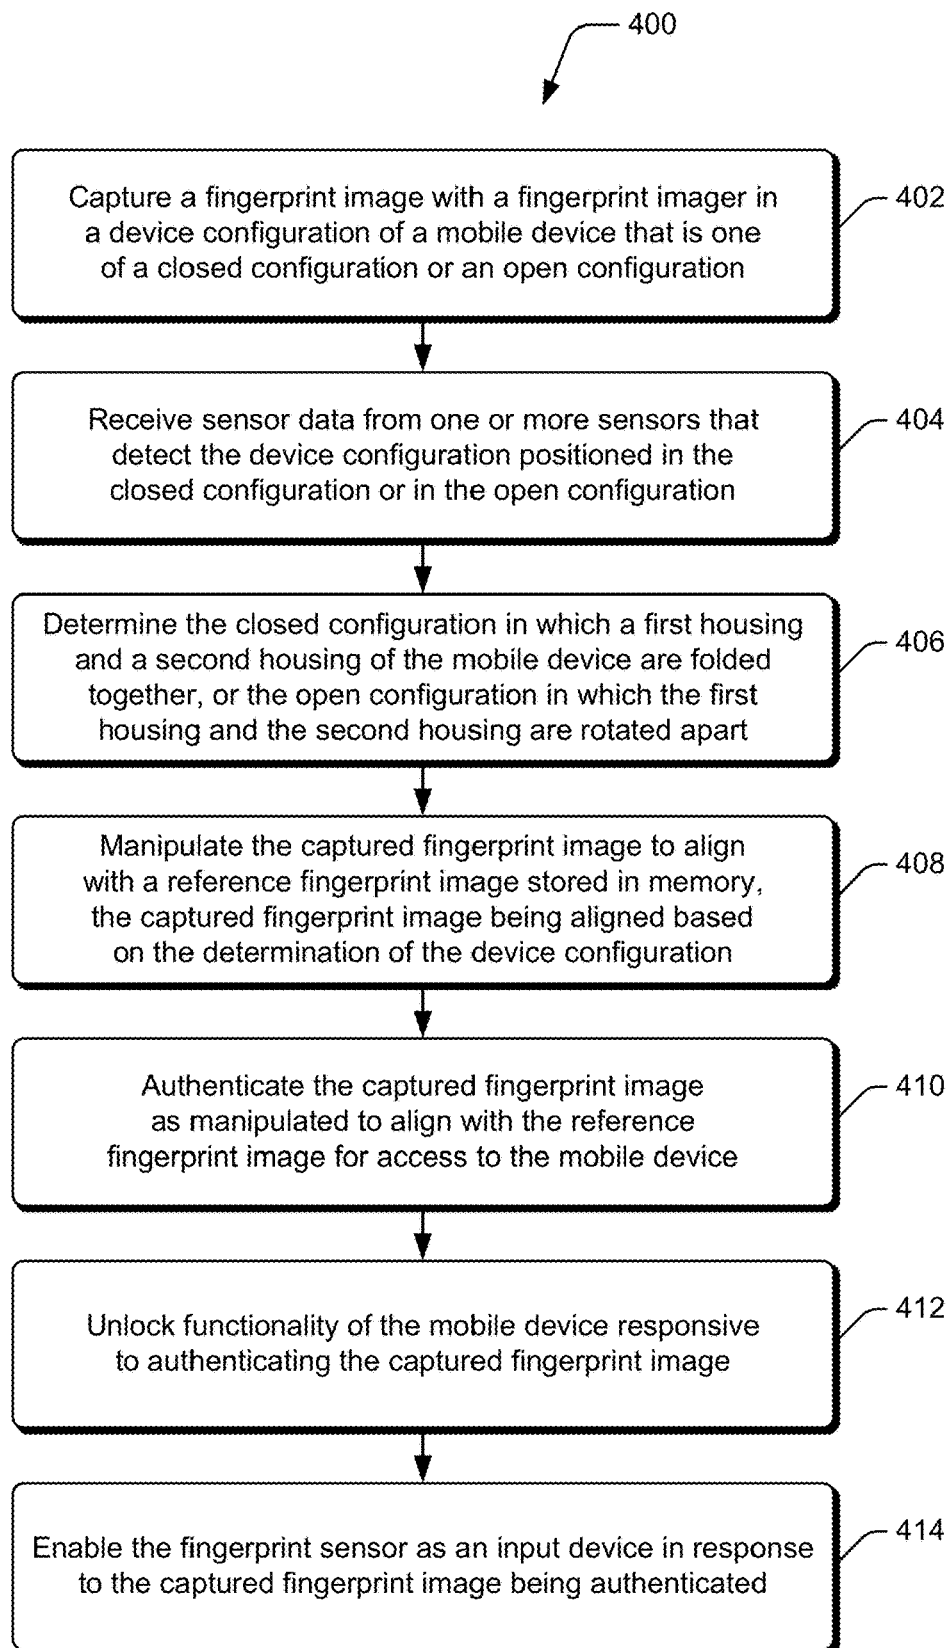 400
Capture a fingerprint image with a fingerprint imager in
a device configuration of a mobile device that is one
of a closed configuration or an open configuration
402
Receive sensor data from one or more sensors that
detect the device configuration positioned in the
closed configuration or in the open configuration
404
Determine the closed configuration in which a first housing
and a second housing of the mobile device are folded
together, or the open configuration in which the first
housing and the second housing are rotated apart
406
Manipulate the captured fingerprint image to align
with a reference fingerprint image stored in memory,
the captured fingerprint image being aligned based
on the determination of the device configuration
408
Authenticate the captured fingerprint image
as manipulated to align with the reference
fingerprint image for access to the mobile device
410
Unlock functionality of the mobile device responsive
to authenticating the captured fingerprint image
412
Enable the fingerprint sensor as an input device in response
to the captured fingerprint image being authenticated
414